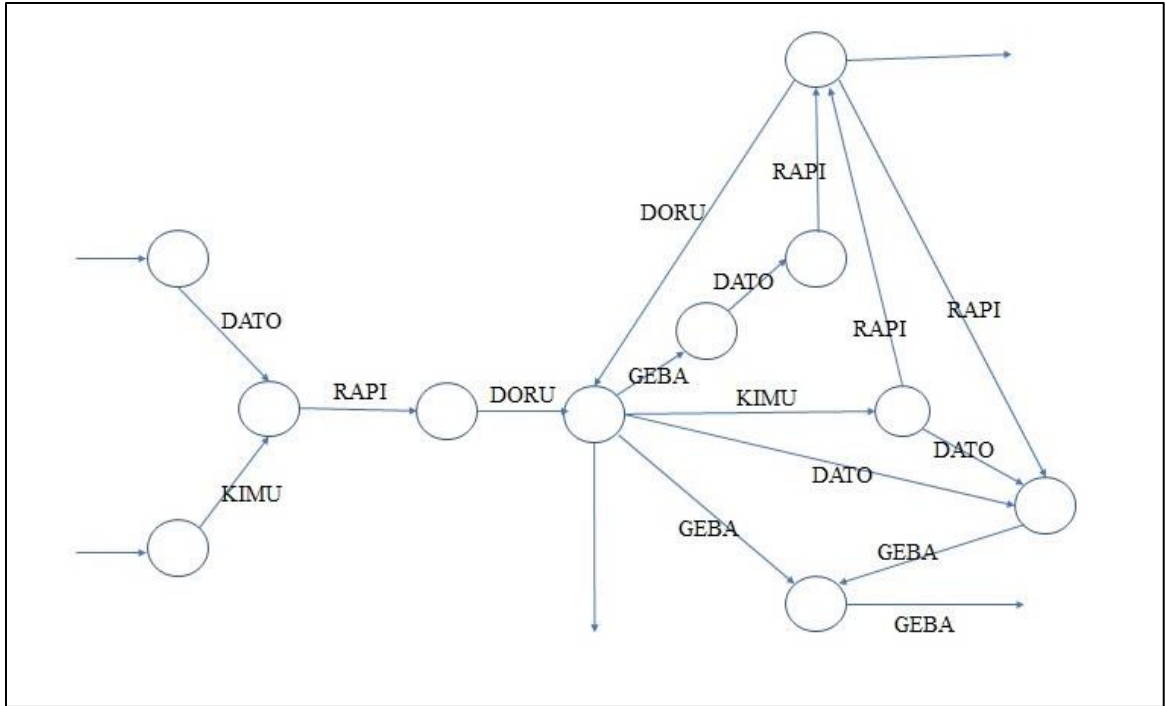 RAPI
DORU
DATO
RAPI
DATO
RAPI
GEBA
RAPI
DORU
KIMU
DATO
DATO
KIMU
GEBA
GEBA
GEBA